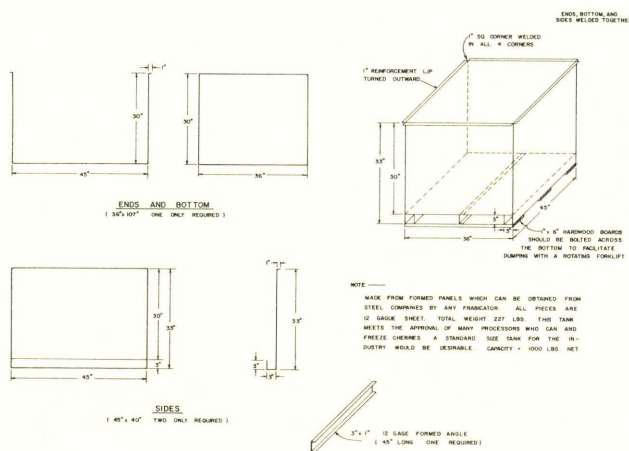 ENDS, BOTTOM, AND
SIDES WELDED TOGETHER
1" SQ CORNER WELDED
IN ALL 4 CORNERS
1" REINFORCEMENT LIP
TURNED OUTWARD
1"
30"
45"
30"
36"
ENDS AND BOTTOM
( 36"x 107" ONE ONLY REQUIRED )
33"
30"
3"
3"
36"
45"
1" x 6" HARDWOOD BOARDS
SHOULD BE BOLTED ACROSS
THE BOTTOM TO FACILITATE
DUMPING WITH A ROTATING FORKLIFT
30"
33"
3"
45"
1"
33"
3"
3"
SIDES
( 45" x 40" TWO ONLY REQUIRED )
NOTE
MADE FROM FORMED PANELS WHICH CAN BE OBTAINED FROM
STEEL COMPANIES BY ANY FRABICATOR. ALL PIECES ARE
12 GAGUE SHEET. TOTAL WEIGHT 227 LBS. THIS TANK
MEETS THE APPROVAL OF MANY PROCESSORS WHO CAN AND
FREEZE CHERRIES. A STANDARD SIZE TANK FOR THE IN-
DUSTRY WOULD BE DESIRABLE. CAPACITY - 1000 LBS NET.
3" x 1" 12 GAGE FORMED ANGLE
( 45" LONG ONE REQUIRED )